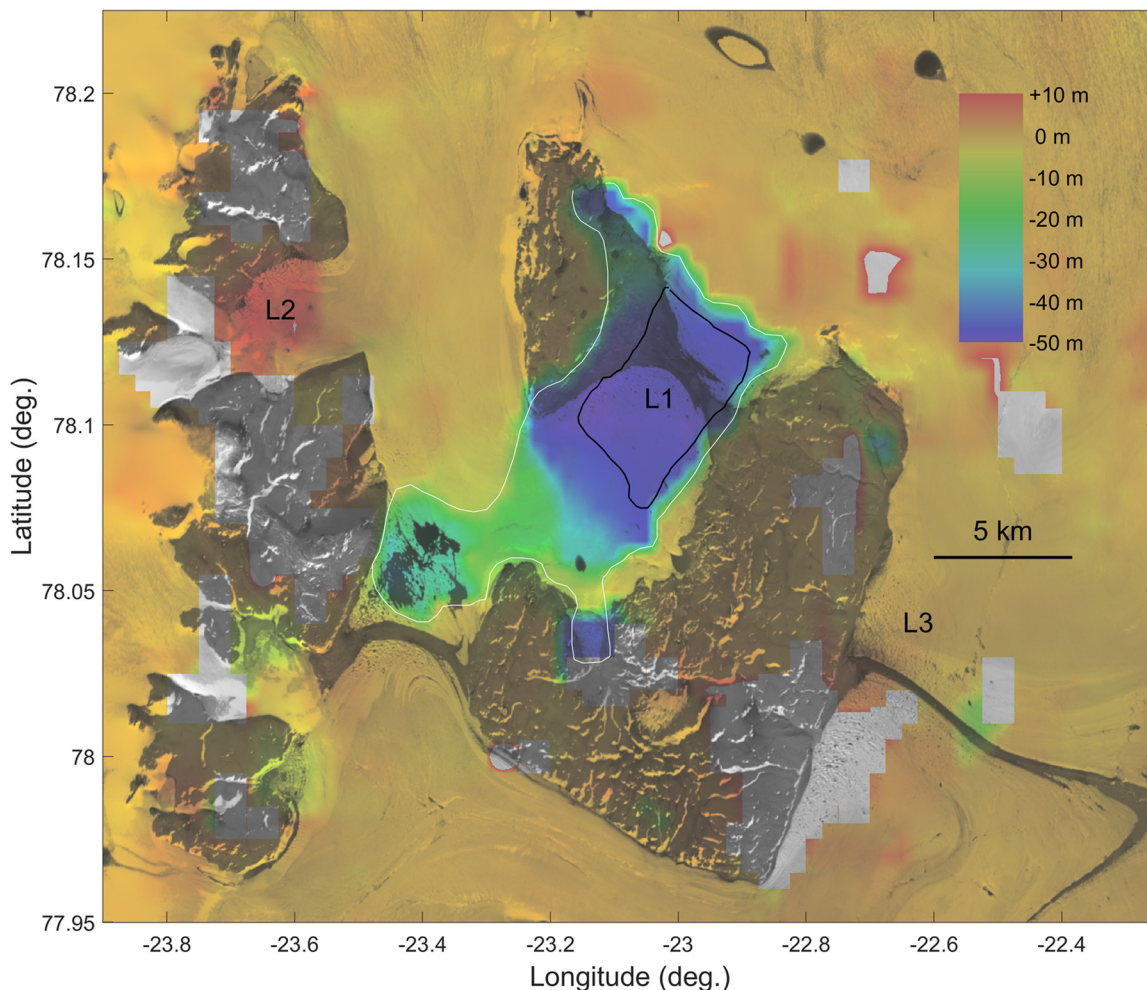 78.2
78.15
78.1
78.05
78
77.95
Latitude (deg.)
-23.8
-23.6
-23.4
-23.2
-23
-22.8
-22.6
-22.4
Longitude (deg.)
L2
L1
L3
+10 m
0 m
-10 m
-20 m
-30 m
-40 m
-50 m
5 km